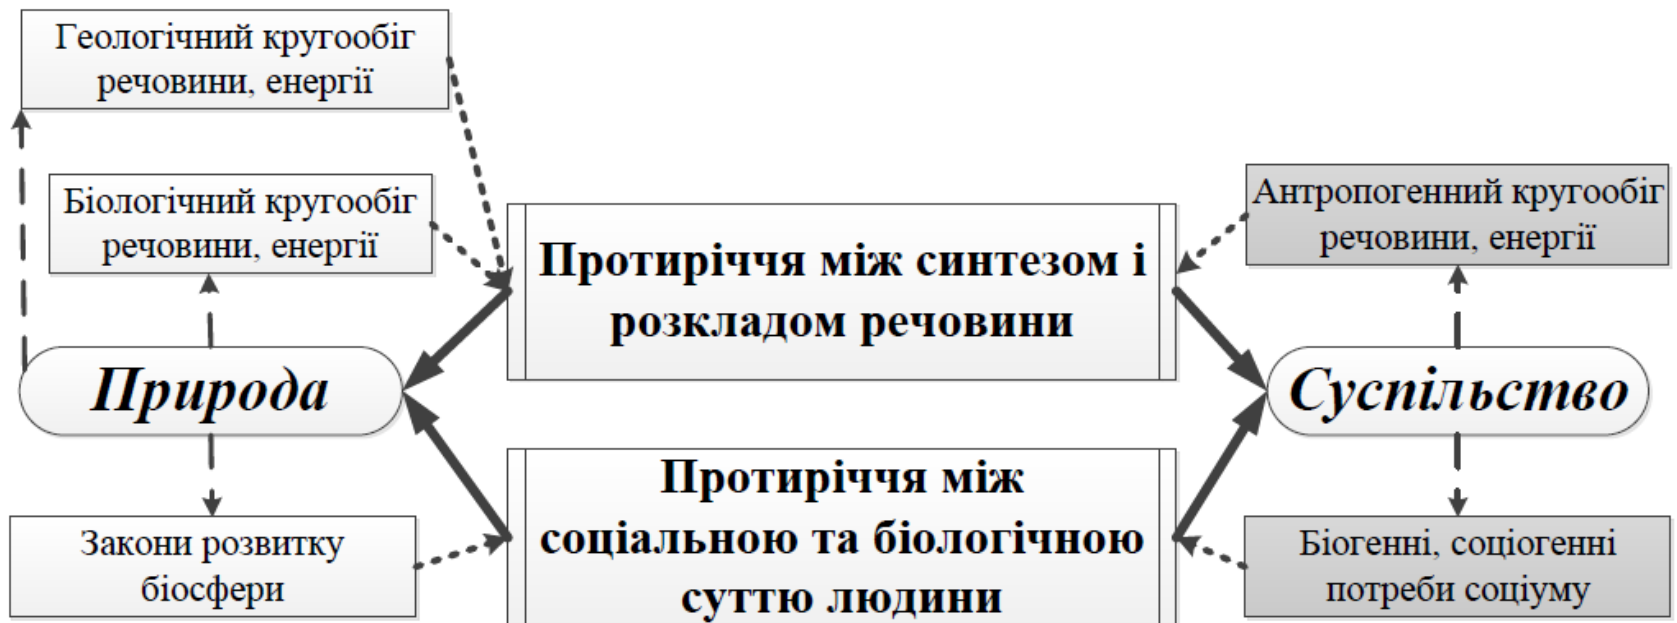 Геологічний кругообіг
речовини, енергії
Біологічний кругообіг
речовини, енергії
Протиріччя між синтезом і
розкладом речовини
Антропогенний кругообіг
речовини, енергії
Природа
Суспільство
Закони розвитку
біосфери
Протиріччя між
соціальною та біологічною
суттю людини
Біогенні, соціогенні
потреби соціуму